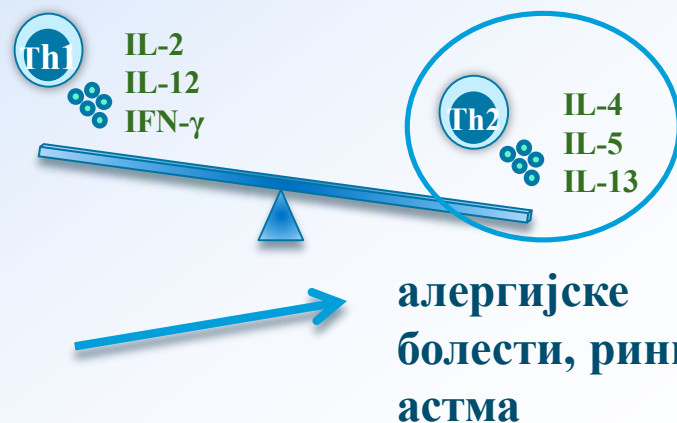 Th1
IL-2
IL-12
IFN-γ
Th2
IL-4
IL-5
IL-13
алергијске
болести,
астма